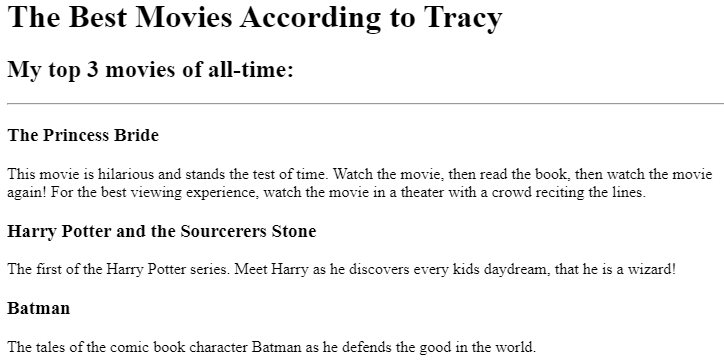 The Best Movies According to Tracy
My top 3 movies of all-time:
The Princess Bride
This movie is hilarious and stands the test of time. Watch the movie, then read the book, then watch the movie
again! For the best viewing experience, watch the movie in a theater with a crowd reciting the lines.
Harry Potter and the Sourcerers Stone
The first of the Harry Potter series. Meet Harry as he discovers every kids daydream, that he is a wizard!
Batman
The tales of the comic book character Batman as he defends the good in the world.